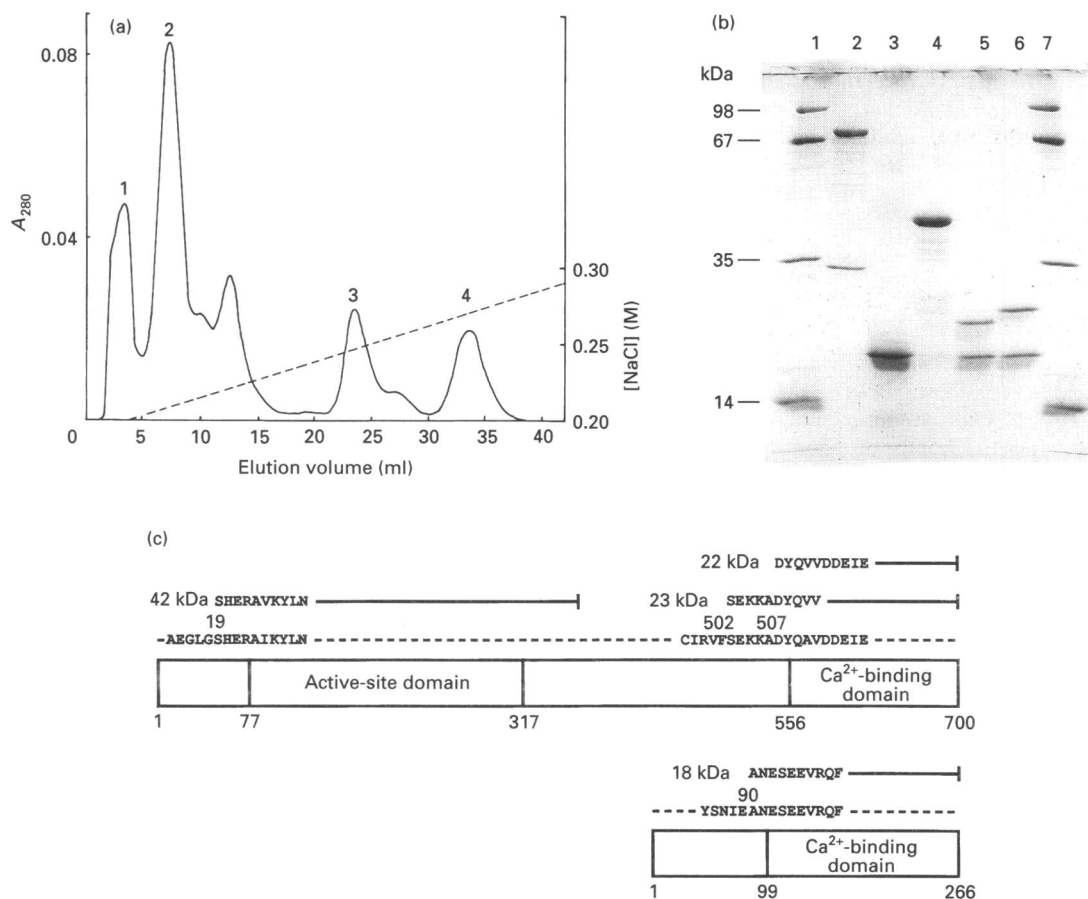 (a)
2
0.08
1
A280
0.04
3
4
0.30
0.25
0.20
[NaCl] (M)
0 5 10 15 20 25 30 35 40
Elution volume (ml)
(b)
1 2 3 4 5 6 7
kDa
98
67
35
14
(c)
22 kDa DYQVVDDEIE
42 kDa SHERAVKYLN
23 kDa SEKKADYQVV
19
502 507
AEGLGSHERAIKYLN
CIRVFSEKKADYQAVDDEIE
Active-site domain
Ca2+-binding
domain
1 77 317 556 700
18 kDa ANESEEVRQF
90
YSNIEANESEEVRQF
Ca2+-binding
domain
1 99 266